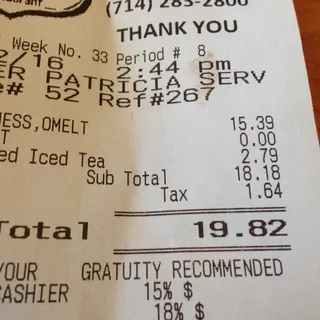 (714) 283-2800
THANK YOU
Week No. 33 Period # 8
/16 2:44 pm
ER PATRICIA SERV
e# 52 Ref#267
NESS,OMELT 15.39
T 0.00
ed Iced Tea 2.79
Sub Total 18.18
Tax 1.64
Total 19.82
YOUR GRATUITY RECOMMENDED
CASHIER 15% $
18% $